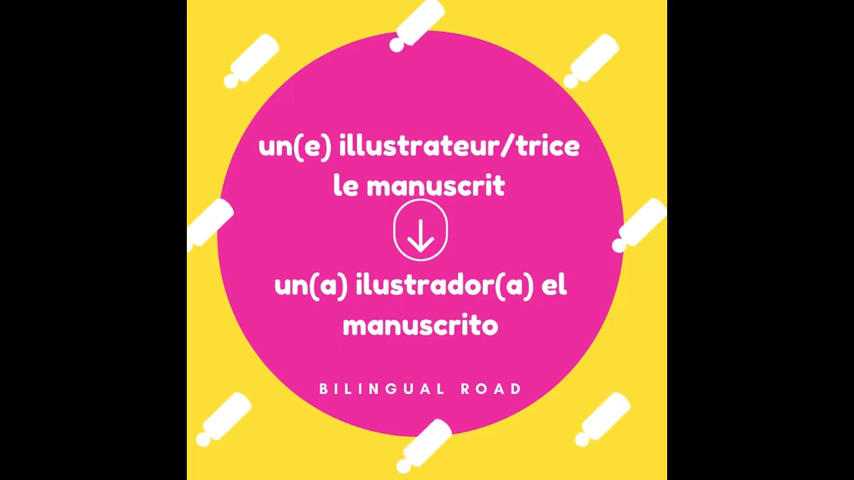 un(e) illustrateur/trice
le manuscrit
un(a) ilustrador(a) el
manuscrito
BILINGUAL ROAD